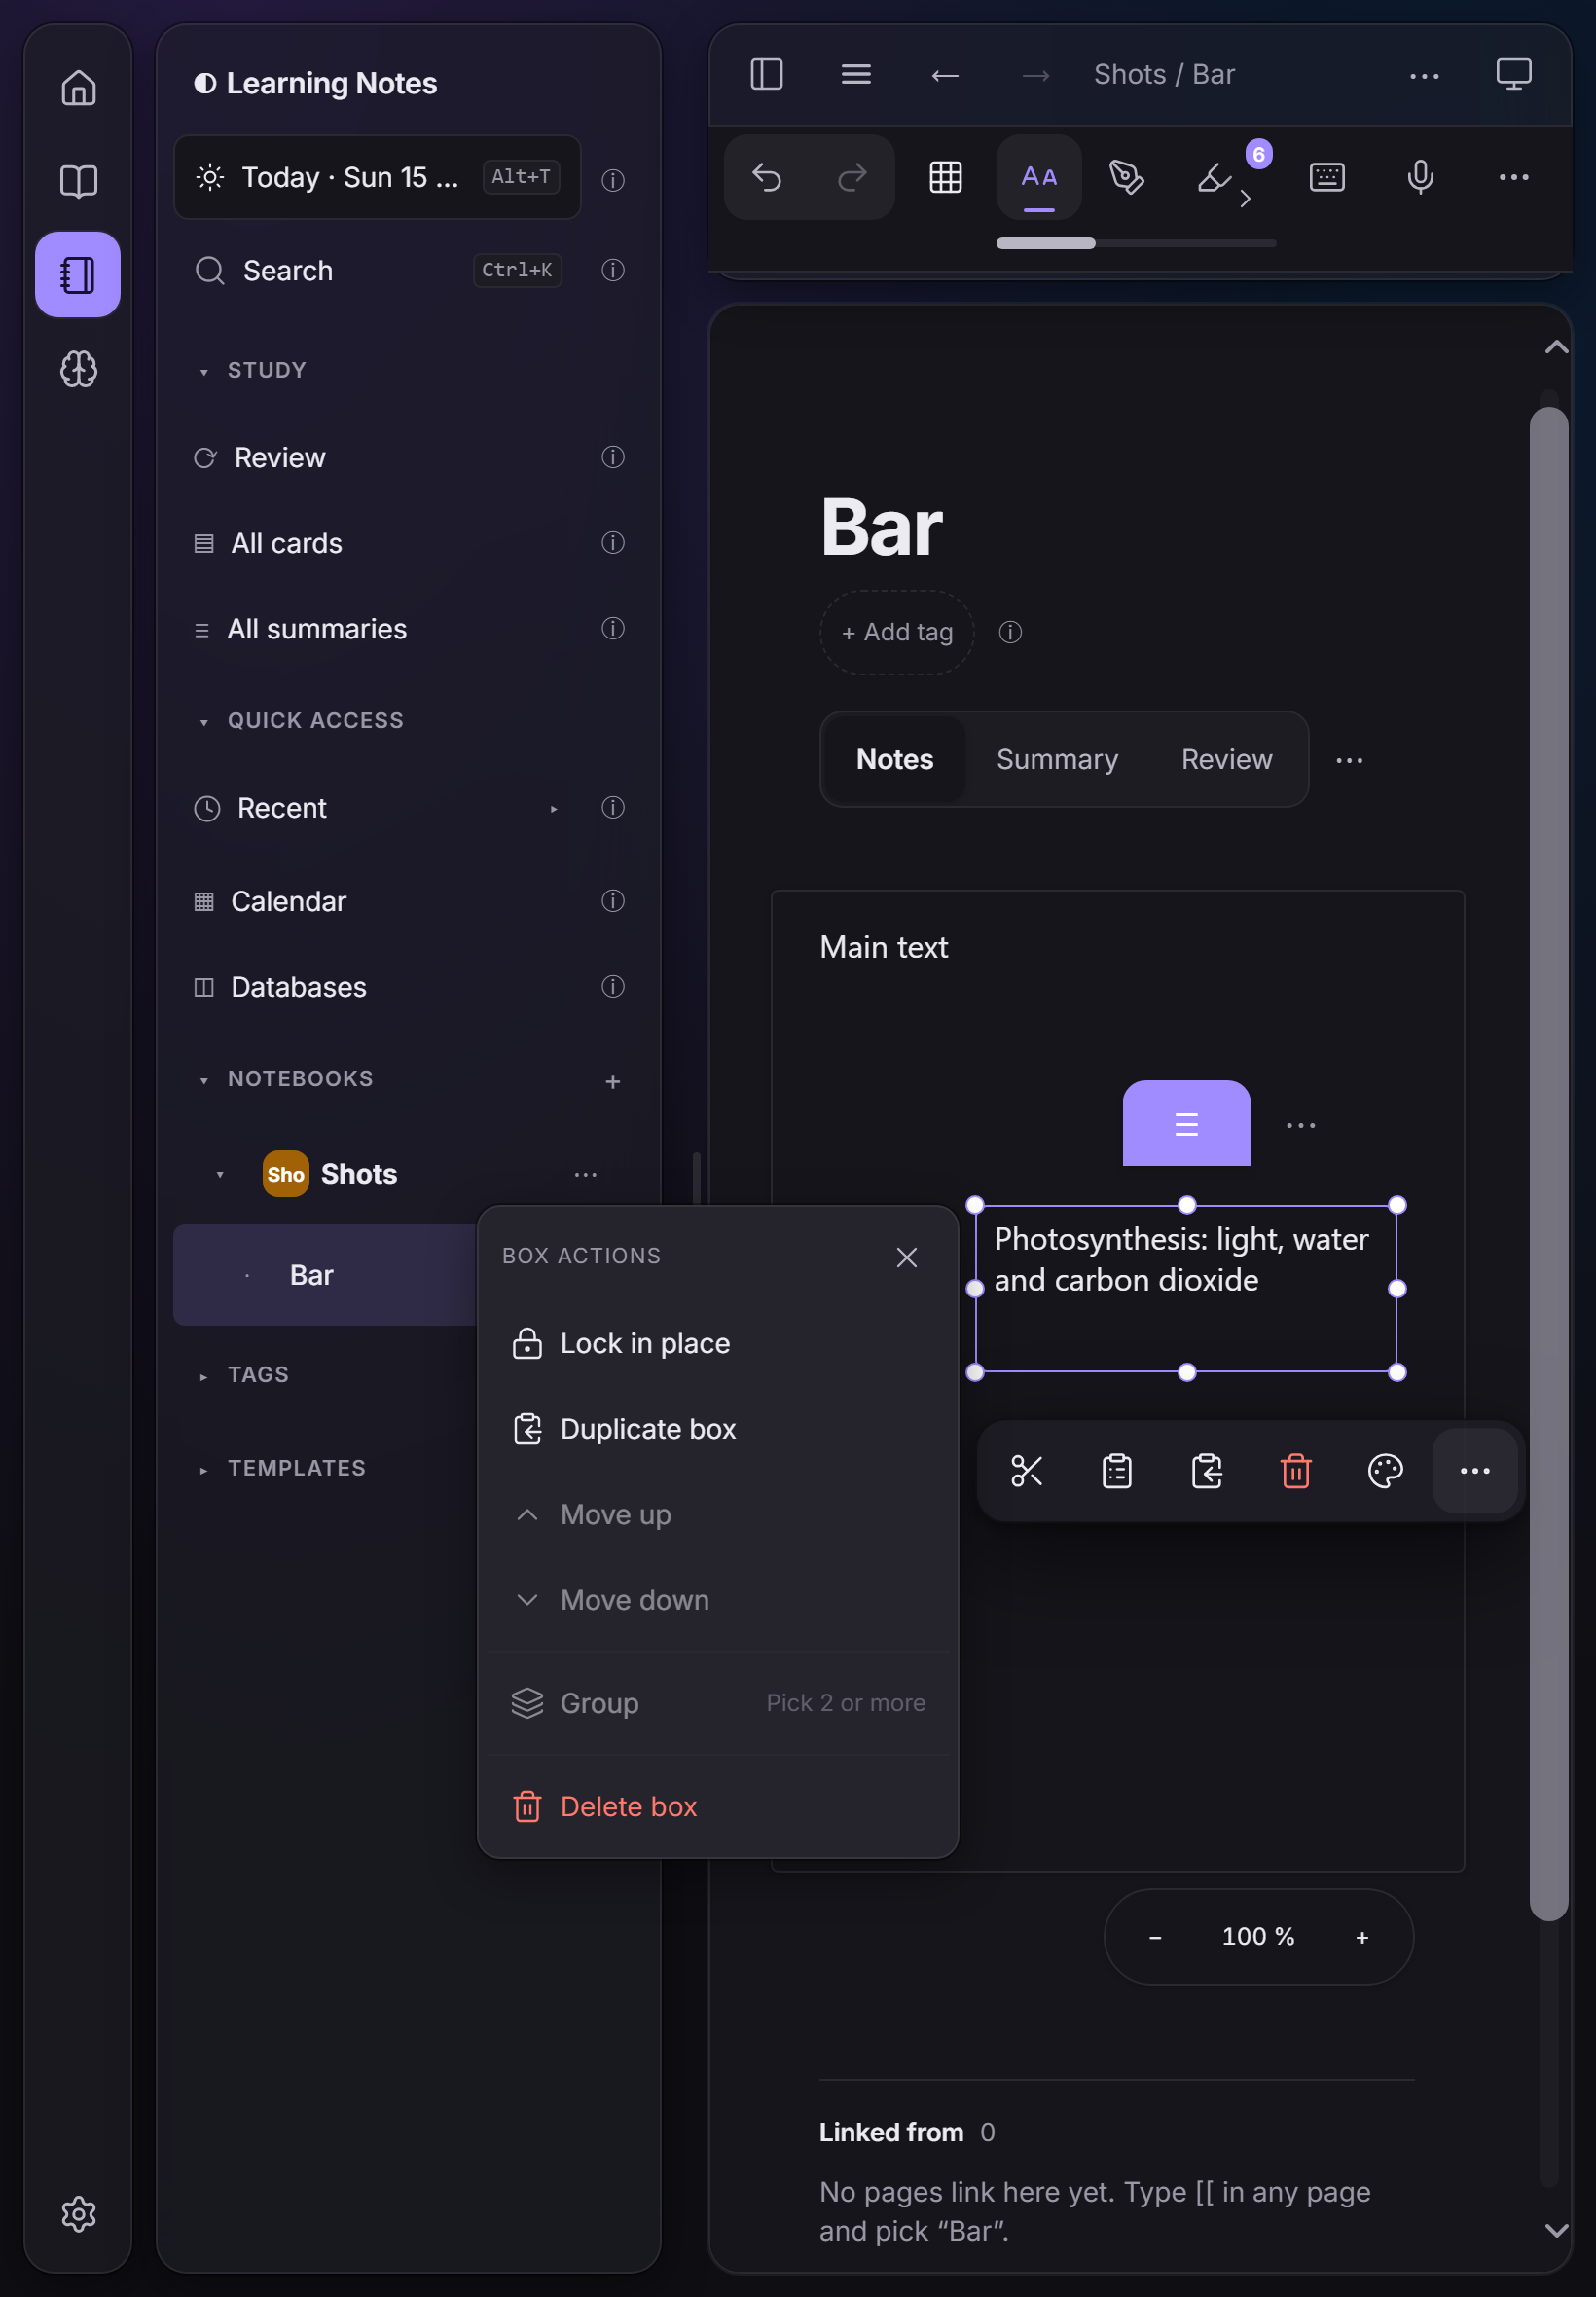 Learning Notes
Today · Sun 15 ... Alt+T
Search Ctrl+K
STUDY
Review
All cards
All summaries
QUICK ACCESS
Recent
Calendar
Databases
NOTEBOOKS +
Sho Shots
Bar
TAGS
TEMPLATES
Shots / Bar
6
Bar
+ Add tag
Notes Summary Review
Main text
Photosynthesis: light, water
and carbon dioxide
BOX ACTIONS
Lock in place
Duplicate box
Move up
Move down
Group Pick 2 or more
Delete box
− 100 % +
Linked from 0
No pages link here yet. Type [[ in any page
and pick “Bar”.